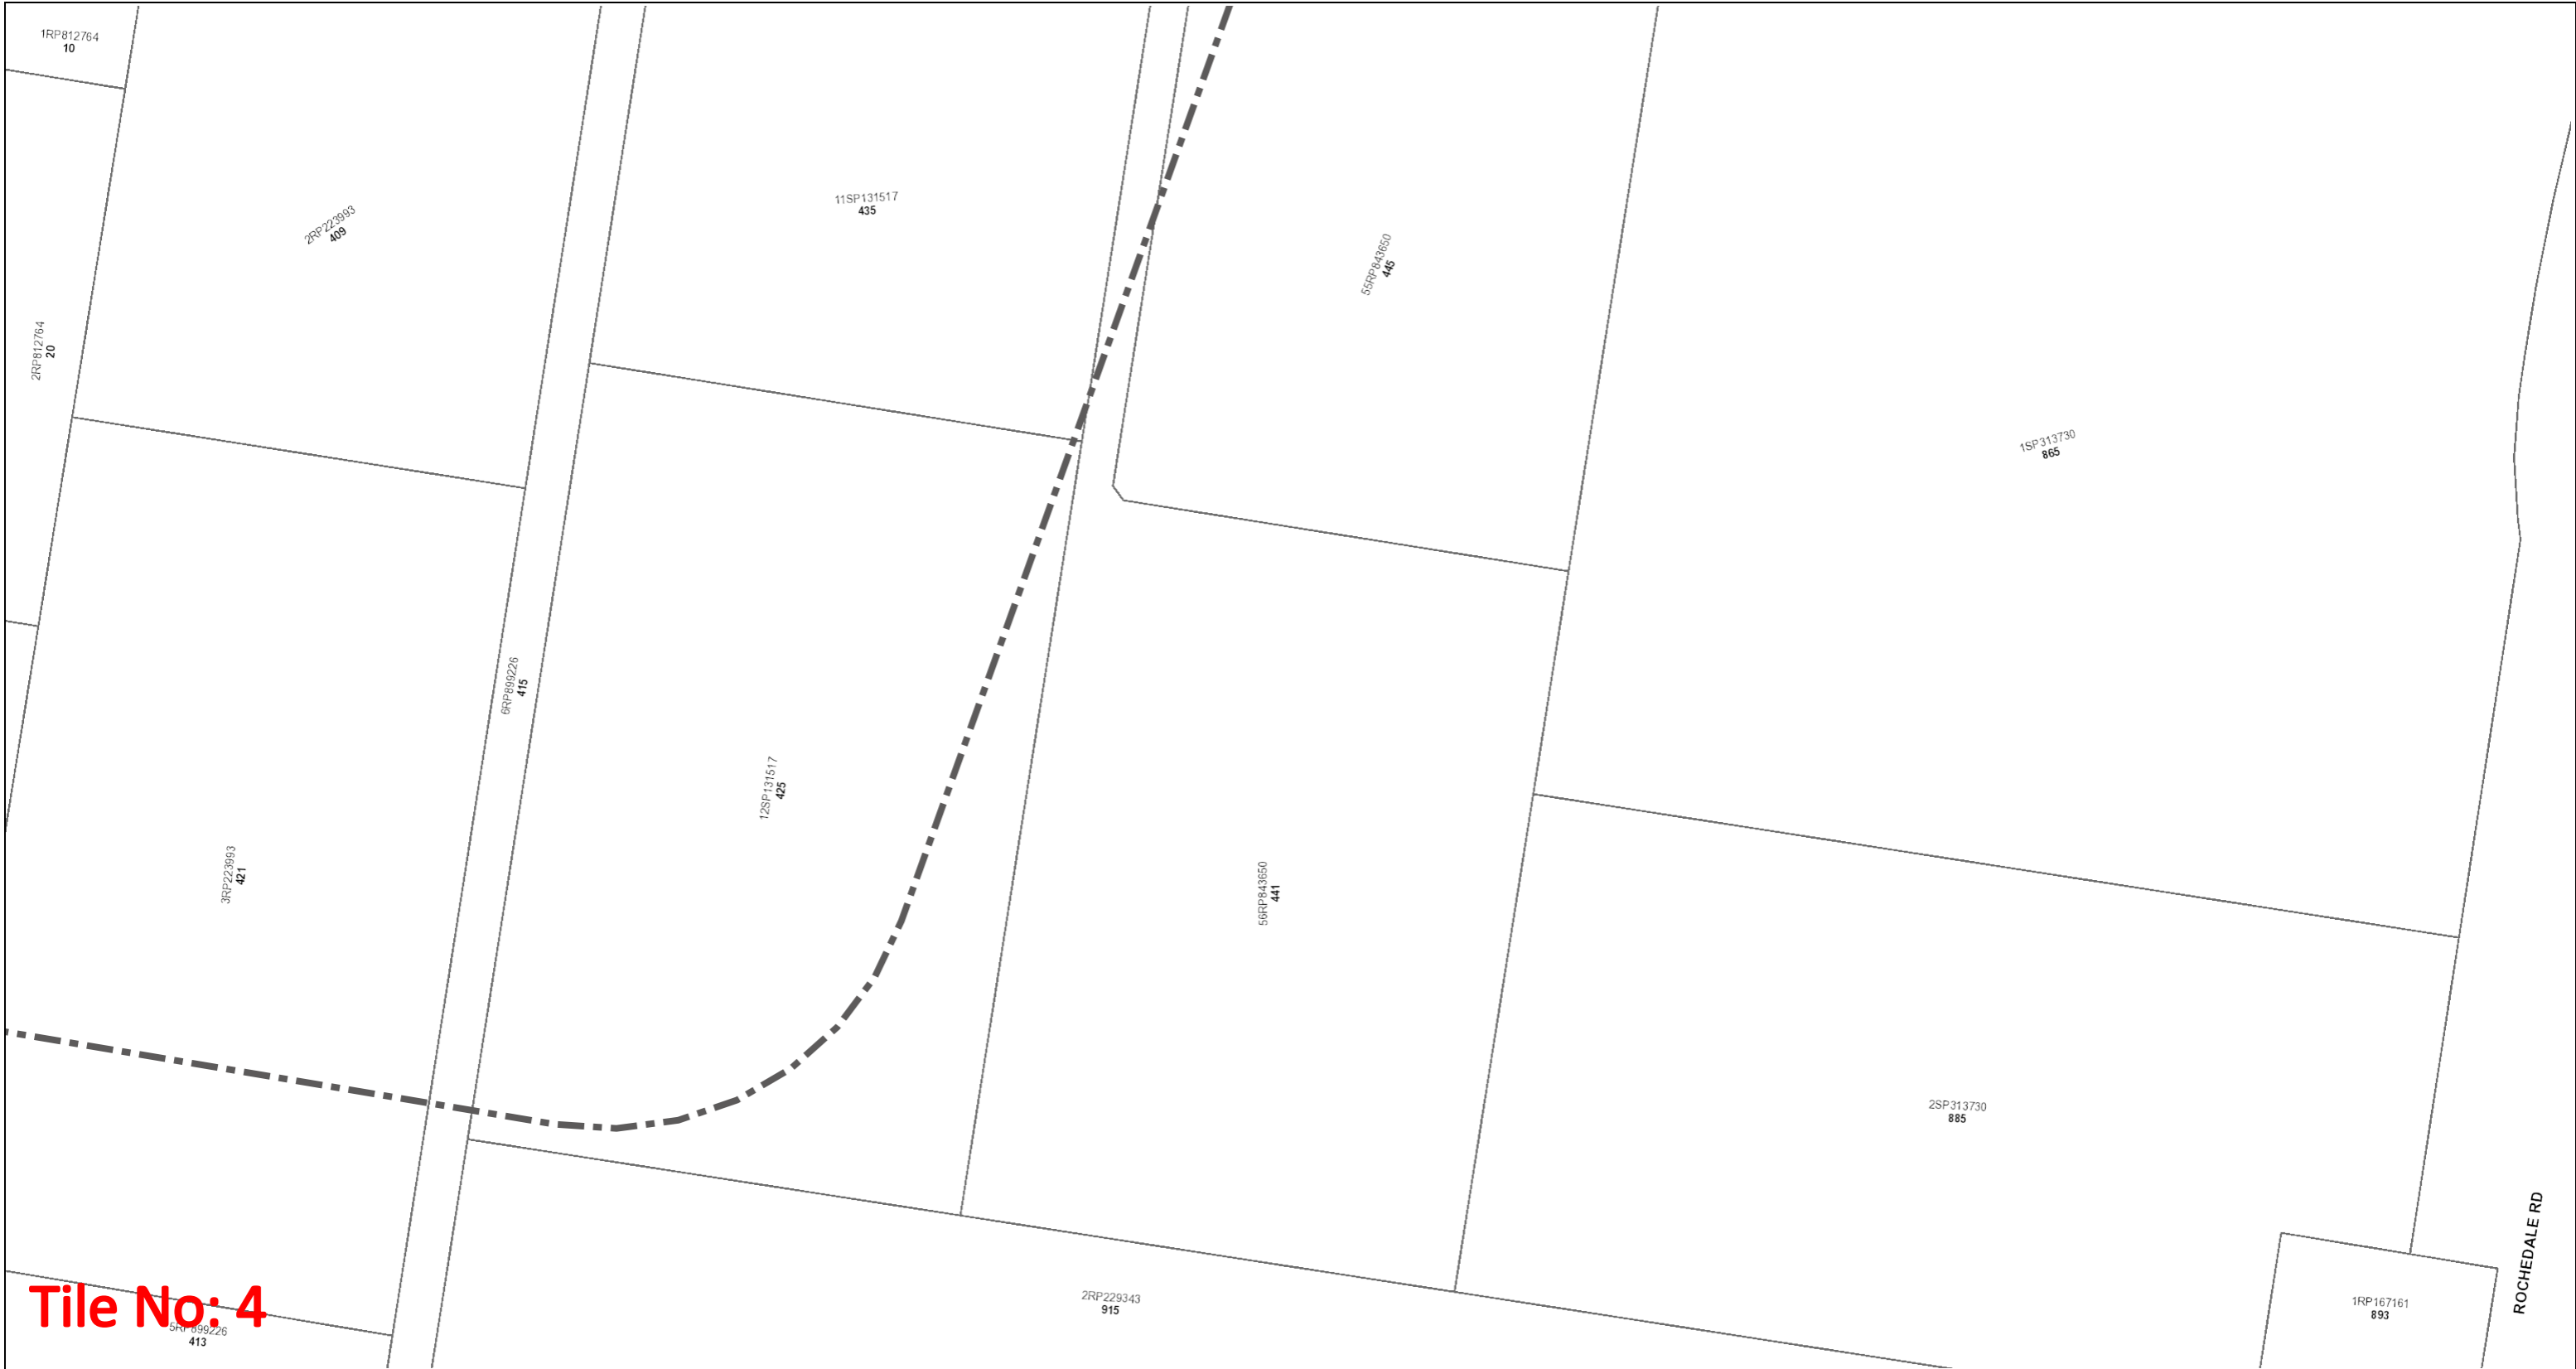 1RP812764
10
2RP223993
409
11SP131517
435
55RP843650
445
2RP812764
20
1SP313730
865
6RP899226
415
12SP131517
425
3RP223993
421
56RP843650
441
2SP313730
885
ROCHEDALE RD
2RP229343
915
1RP167161
893
Tile No: 4
5RP899226
413